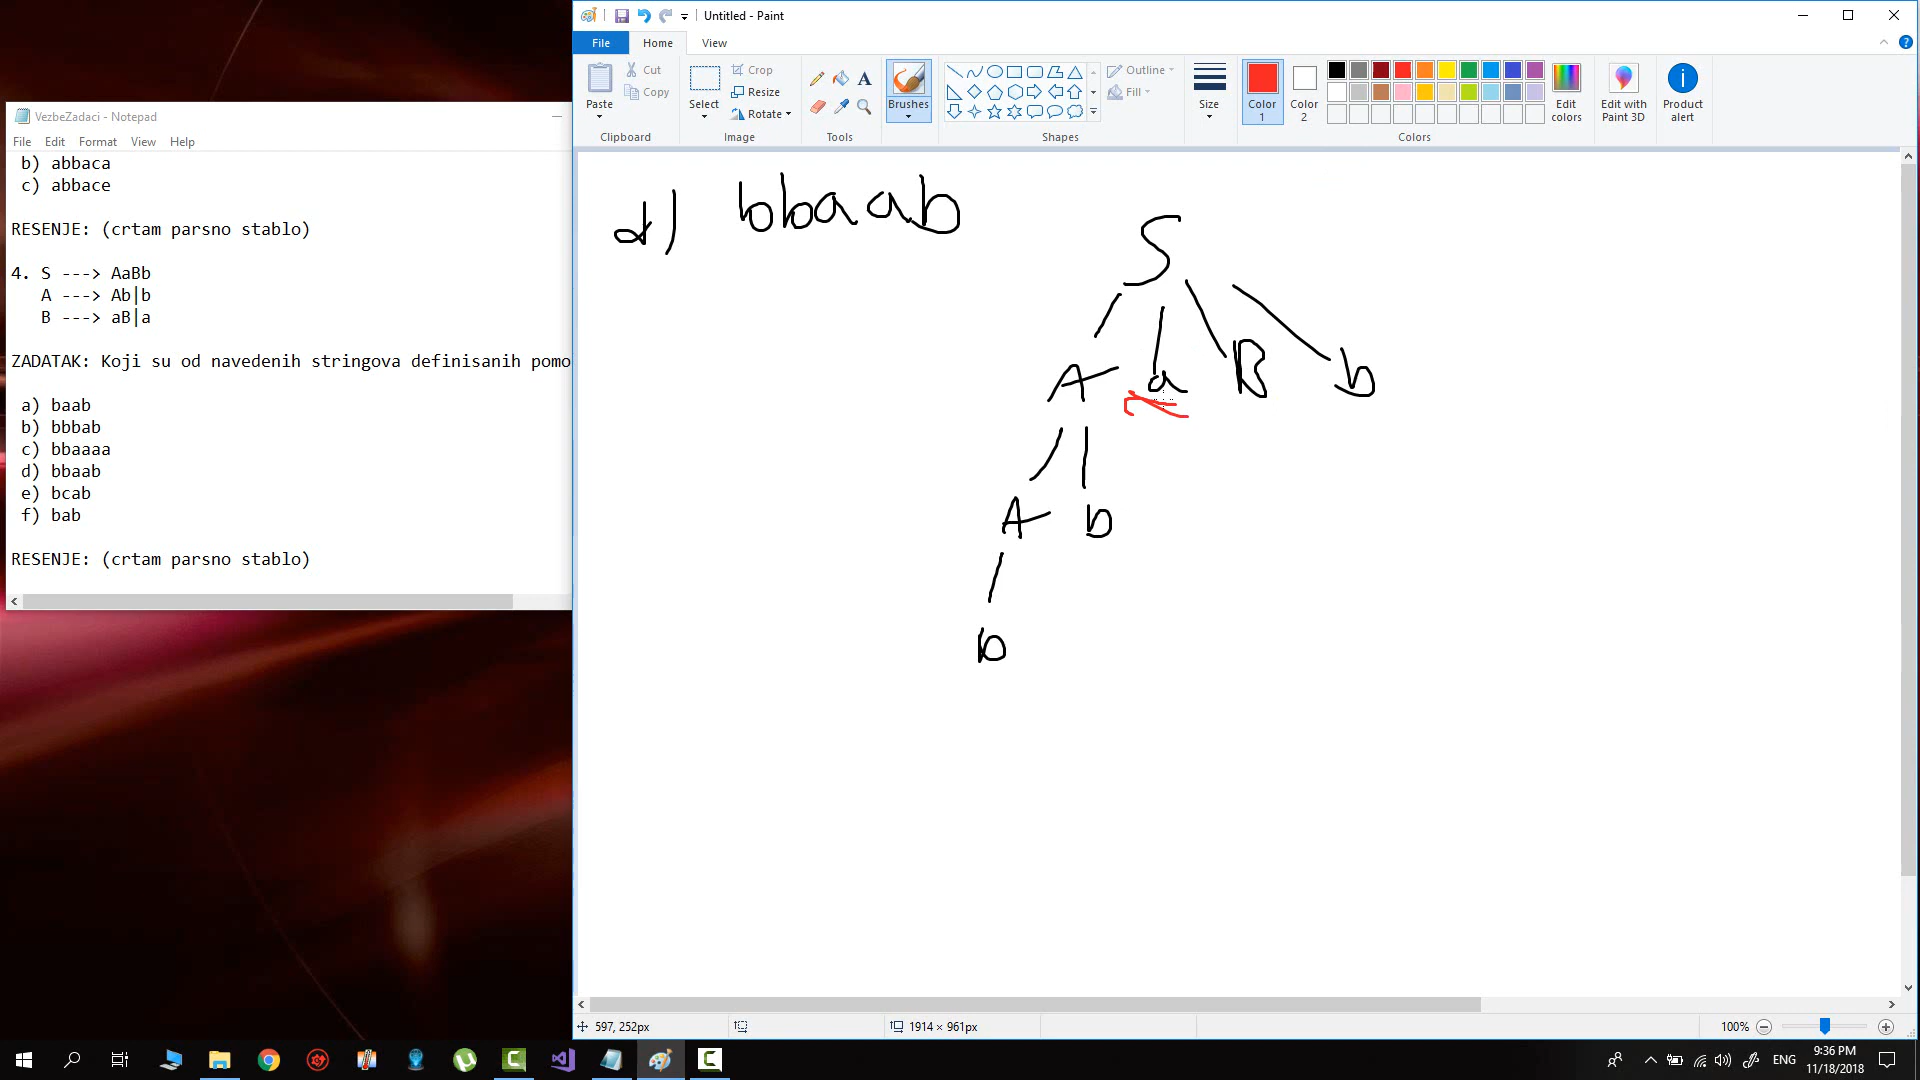 Untitled - Paint
File Home View
Paste
Cut
Copy
Clipboard
Select
Crop
Resize
Rotate
Image
Tools
Brushes
Shapes
Outline
Fill
Size
Color 1
Color 2
Edit colors
Colors
Edit with Paint 3D
Product alert
VezbeZadaci - Notepad
File Edit Format View Help
b) abbaca
c) abbace
RESENJE: (crtam parsno stablo)
4. S ---> AaBb
A ---> Ab|b
B ---> aB|a
ZADATAK: Koji su od navedenih stringova definisanih pomo
a) baab
b) bbbab
c) bbaaaa
d) bbaab
e) bcab
f) bab
RESENJE: (crtam parsno stablo)
d) bbaab
S
A a B b
A b
b
597, 252px
1914 × 961px
100%
ENG
9:36 PM
11/18/2018